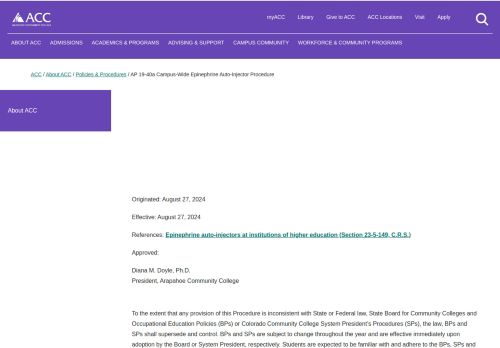 ACC
myACC Library Give to ACC ACC Locations Visit Apply
ABOUT ACC ADMISSIONS ACADEMICS & PROGRAMS ADVISING & SUPPORT CAMPUS COMMUNITY WORKFORCE & COMMUNITY PROGRAMS
ACC / About ACC / Policies & Procedures / AP 19-40a Campus-Wide Epinephrine Auto-Injector Procedure
About ACC
Originated: August 27, 2024
Effective: August 27, 2024
References: Epinephrine auto-injectors at institutions of higher education (Section 23-5-149, C.R.S.)
Approved:
Diana M. Doyle, Ph.D.
President, Arapahoe Community College
To the extent that any provision of this Procedure is inconsistent with State or Federal law, State Board for Community Colleges and
Occupational Education Policies (BPs) or Colorado Community College System President's Procedures (SPs), the law, BPs and
SPs shall supersede and control. BPs and SPs are subject to change throughout the year and are effective immediately upon
adoption by the Board or System President, respectively. Students are expected to be familiar with and adhere to the BPs, SPs and